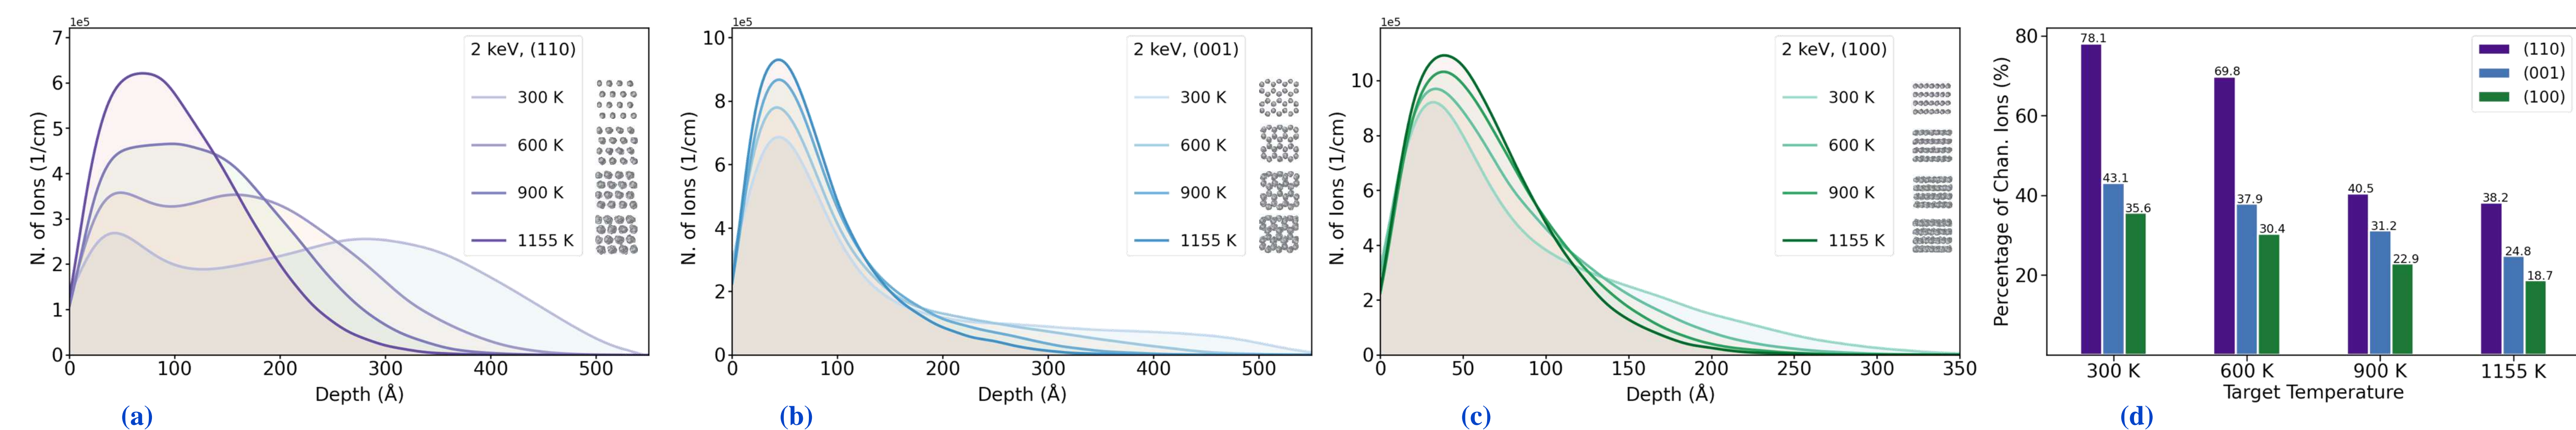 1e5
7
6
5
4
3
2
1
0
N. of Ions (1/cm)
2 keV, (110)
300 K
600 K
900 K
1155 K
0 100 200 300 400 500
Depth (Å)
(a)
1e5
10
8
6
4
2
0
N. of Ions (1/cm)
2 keV, (001)
300 K
600 K
900 K
1155 K
0 100 200 300 400 500
Depth (Å)
(b)
1e5
10
8
6
4
2
0
N. of Ions (1/cm)
2 keV, (100)
300 K
600 K
900 K
1155 K
0 50 100 150 200 250 300 350
Depth (Å)
(c)
80
60
40
20
Percentage of Chan. Ions (%)
(110)
(001)
(100)
78.1
43.1
35.6
69.8
37.9
30.4
40.5
31.2
22.9
38.2
24.8
18.7
300 K 600 K 900 K 1155 K
Target Temperature
(d)